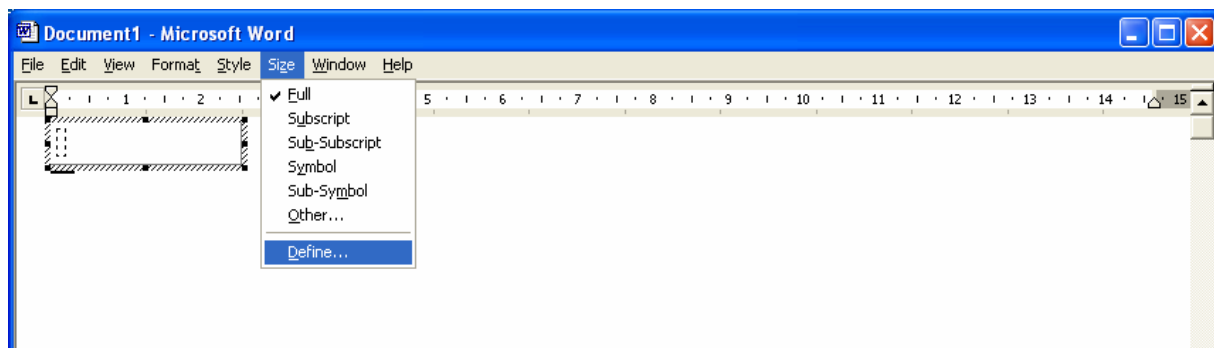 Document1 - Microsoft Word
File Edit View Format Style Size Window Help
L 1 2 5 6 7 8 9 10 11 12 13 14 15
✓ Full
Subscript
Sub-Subscript
Symbol
Sub-Symbol
Other...
Define...